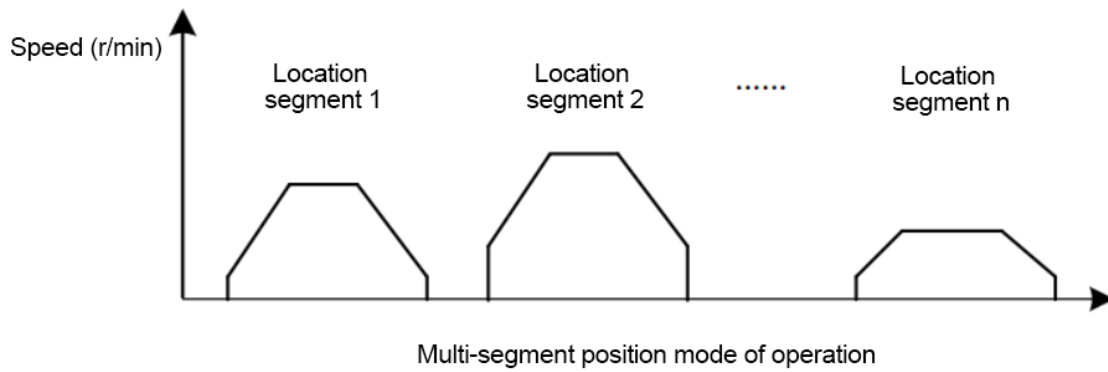 Speed (r/min)
Location
segment 1
Location
segment 2
......
Location
segment n
Multi-segment position mode of operation